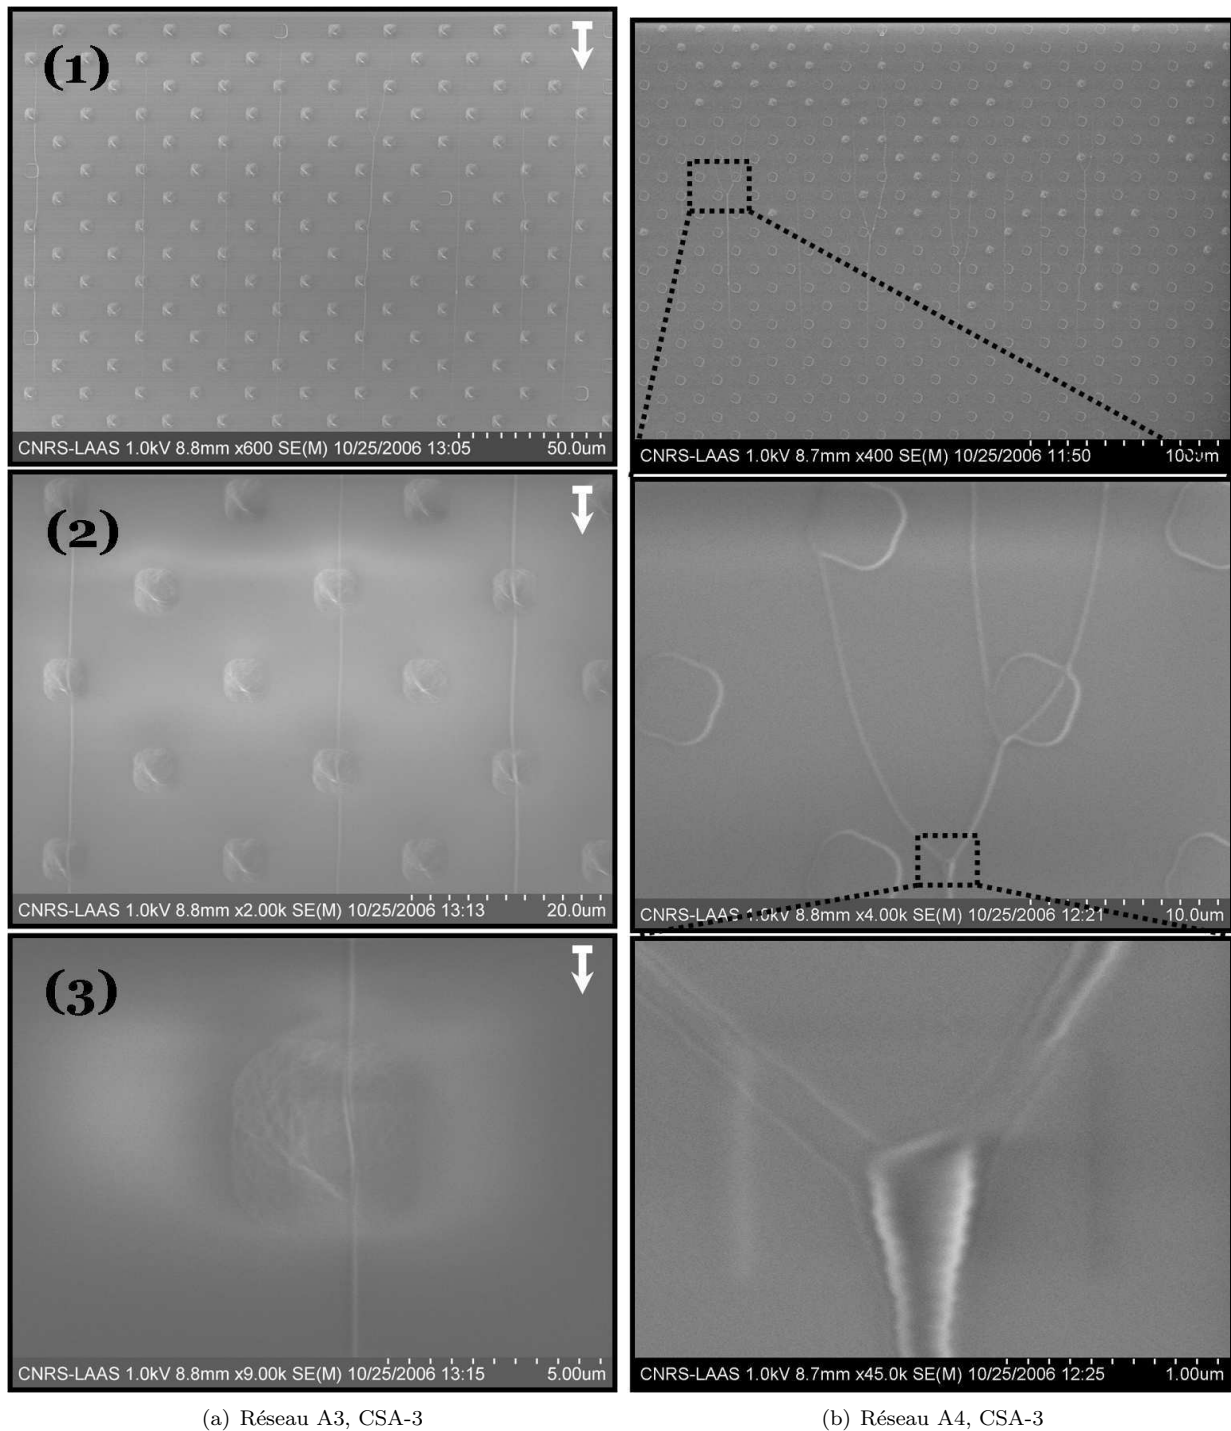 (1)
CNRS-LAAS 1.0kV 8.8mm x600 SE(M) 10/25/2006 13:05 50.0um
CNRS-LAAS 1.0kV 8.7mm x400 SE(M) 10/25/2006 11:50 100um
(2)
CNRS-LAAS 1.0kV 8.8mm x2.00k SE(M) 10/25/2006 13:13 20.0um
CNRS-LAAS 1.0kV 8.8mm x4.00k SE(M) 10/25/2006 12:21 10.0um
(3)
CNRS-LAAS 1.0kV 8.8mm x9.00k SE(M) 10/25/2006 13:15 5.00um
CNRS-LAAS 1.0kV 8.7mm x45.0k SE(M) 10/25/2006 12:25 1.00um
(a) Réseau A3, CSA-3
(b) Réseau A4, CSA-3